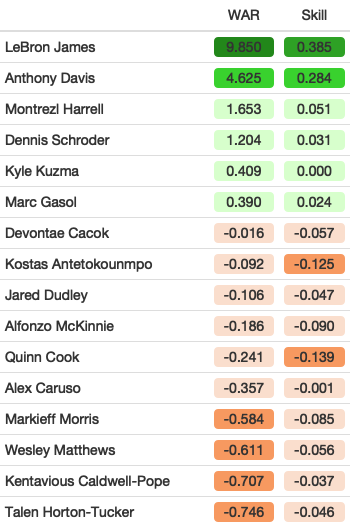 WAR Skill
LeBron James 9.850 0.385
Anthony Davis 4.625 0.284
Montrezl Harrell 1.653 0.051
Dennis Schroder 1.204 0.031
Kyle Kuzma 0.409 0.000
Marc Gasol 0.390 0.024
Devontae Cacok -0.016 -0.057
Kostas Antetokounmpo -0.092 -0.125
Jared Dudley -0.106 -0.047
Alfonzo McKinnie -0.186 -0.090
Quinn Cook -0.241 -0.139
Alex Caruso -0.357 -0.001
Markieff Morris -0.584 -0.085
Wesley Matthews -0.611 -0.056
Kentavious Caldwell-Pope -0.707 -0.037
Talen Horton-Tucker -0.746 -0.046